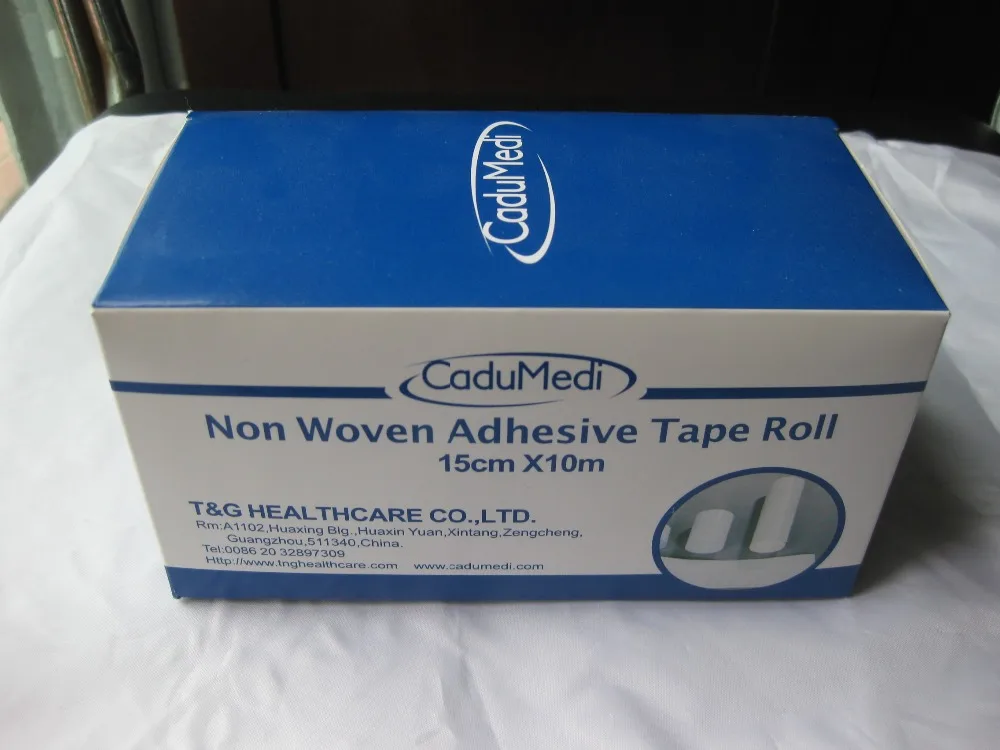 CaduMedi
CaduMedi
Non Woven Adhesive Tape Roll
15cm X10m
T&G HEALTHCARE CO.,LTD.
Rm:A1102,Huaxing Blg.,Huaxin Yuan,Xintang,Zengcheng,
Guangzhou,511340,China.
Tel:0086 20 32897309
Http://www.tnghealthcare.com www.cadumedi.com